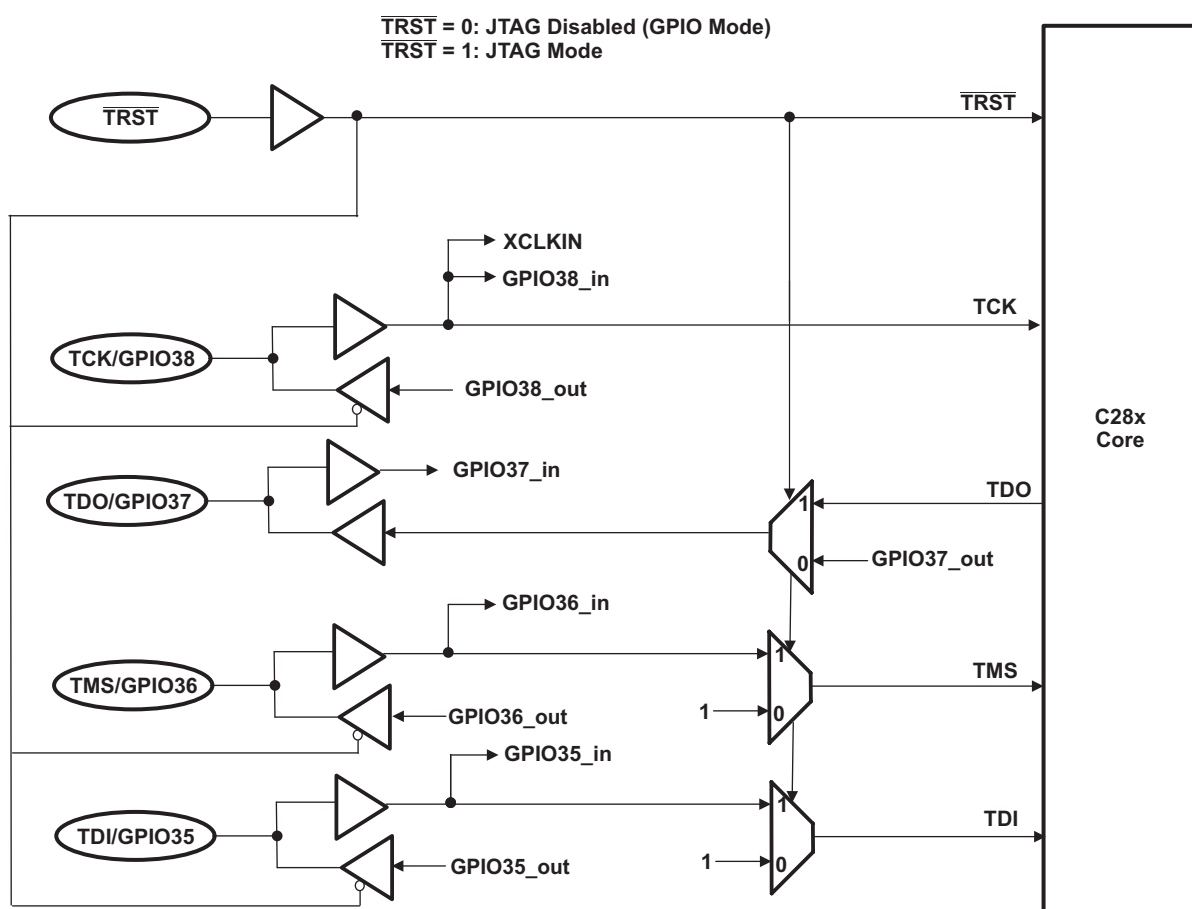 TRST = 0: JTAG Disabled (GPIO Mode)
TRST = 1: JTAG Mode
TRST
TRST
XCLKIN
GPIO38_in
TCK
TCK/GPIO38
GPIO38_out
C28x
Core
GPIO37_in
TDO/GPIO37
1
TDO
0
GPIO37_out
GPIO36_in
1
TMS/GPIO36
TMS
GPIO36_out
1
0
GPIO35_in
1
TDI/GPIO35
TDI
GPIO35_out
1
0